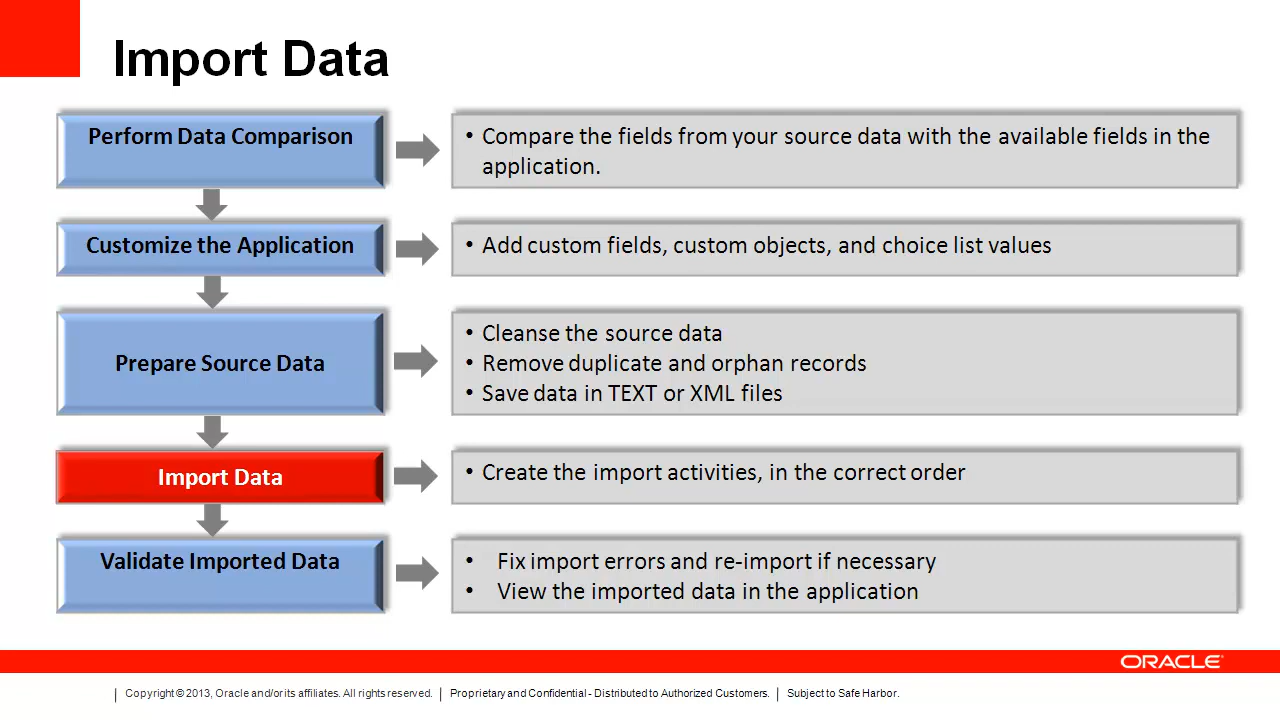 Import Data
Perform Data Comparison
• Compare the fields from your source data with the available fields in the
application.
Customize the Application
• Add custom fields, custom objects, and choice list values
Prepare Source Data
• Cleanse the source data
• Remove duplicate and orphan records
• Save data in TEXT or XML files
Import Data
• Create the import activities, in the correct order
Validate Imported Data
• Fix import errors and re-import if necessary
• View the imported data in the application
ORACLE
Copyright © 2013, Oracle and/orits affiliates. All rights reserved. | Proprietary and Confidential - Distributed to Authorized Customers. | Subject to Safe Harbor.